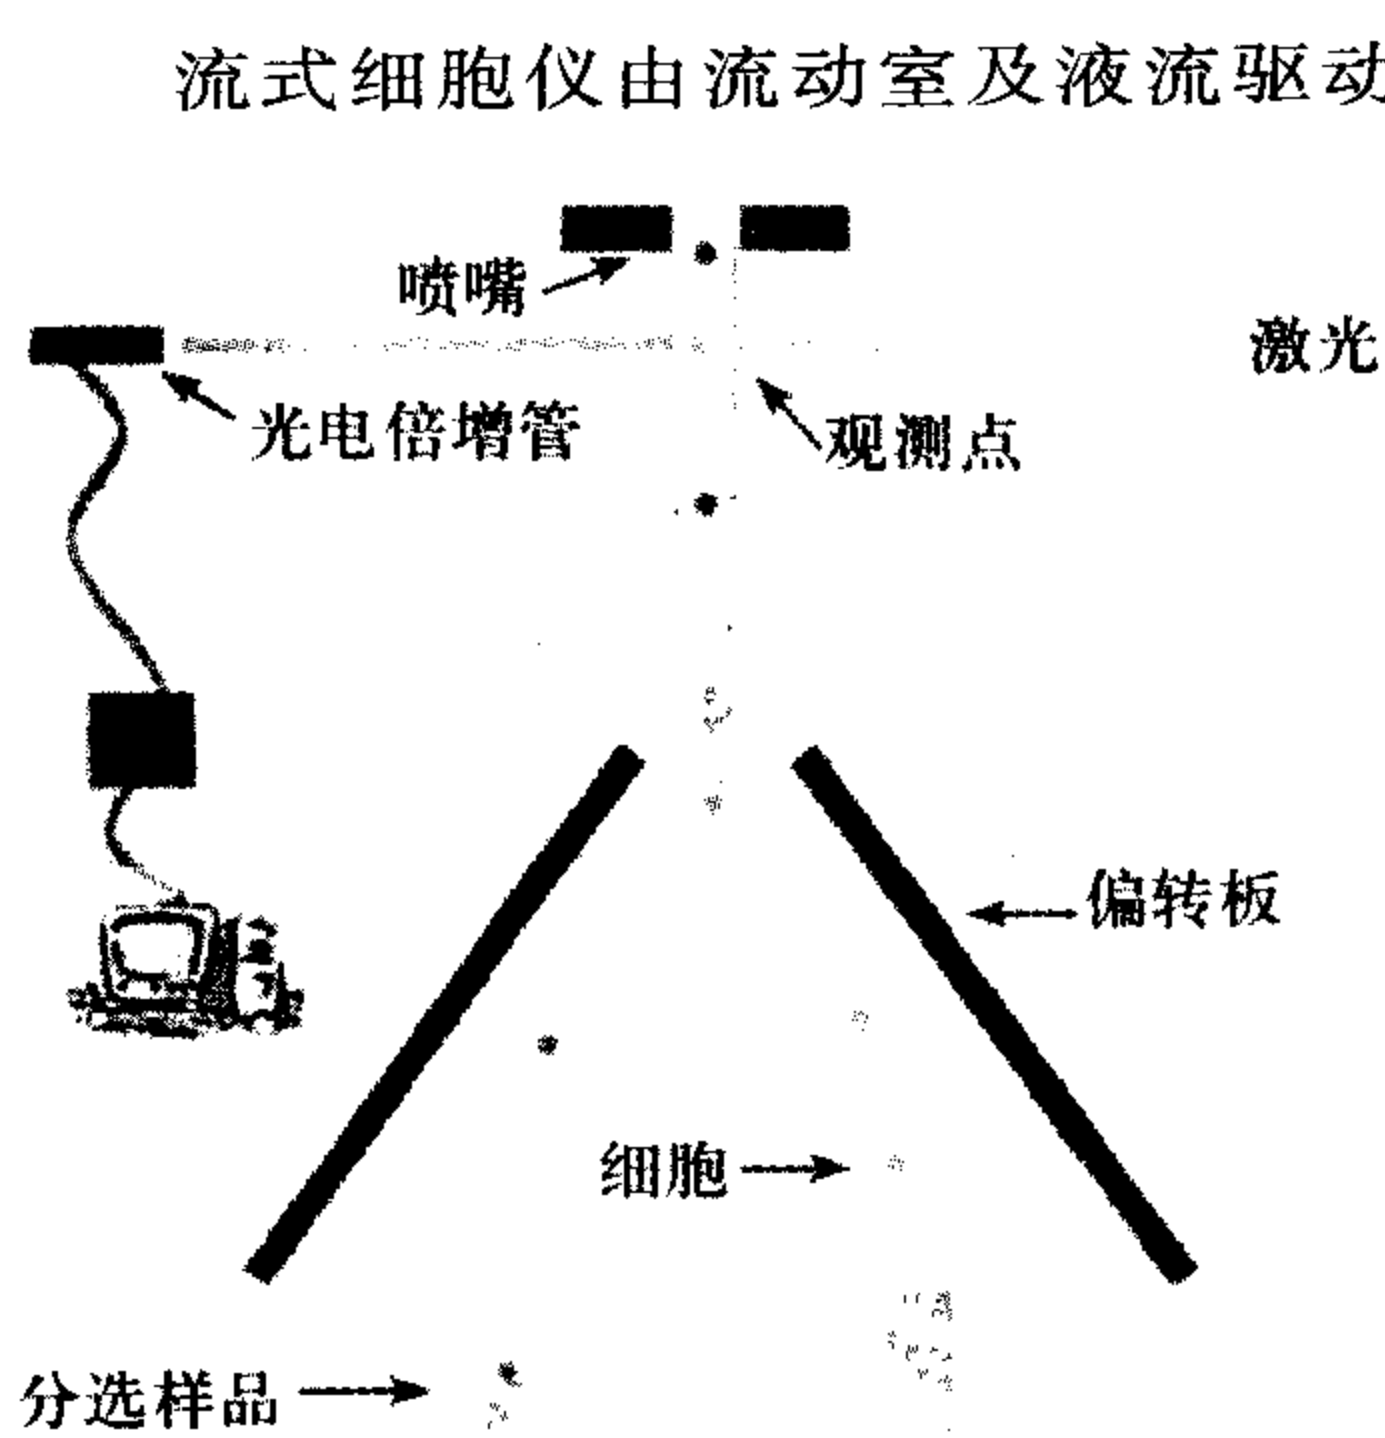 流式细胞仪由流动室及液流驱动
喷嘴
激光
光电倍增管
观测点
偏转板
细胞
分选样品